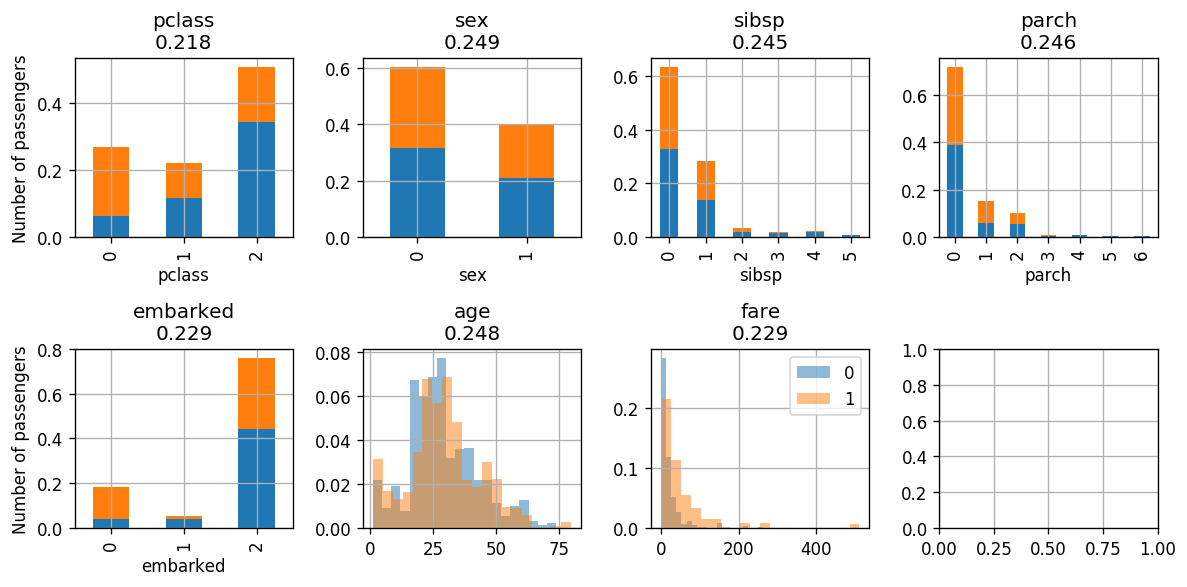 pclass
0.218
sex
0.249
sibsp
0.245
parch
0.246
Number of passengers
0.4
0.2
0.0
0 1 2
pclass
0.6
0.4
0.2
0.0
0 1
sex
0.6
0.4
0.2
0.0
0 1 2 3 4 5
sibsp
0.6
0.4
0.2
0.0
0 1 2 3 4 5 6
parch
embarked
0.229
age
0.248
fare
0.229
Number of passengers
0.8
0.6
0.4
0.2
0.0
0 1 2
embarked
0.08
0.06
0.04
0.02
0.00
0 25 50 75
0.2
0.1
0.0
0 200 400
0
1
1.0
0.8
0.6
0.4
0.2
0.0
0.00 0.25 0.50 0.75 1.00